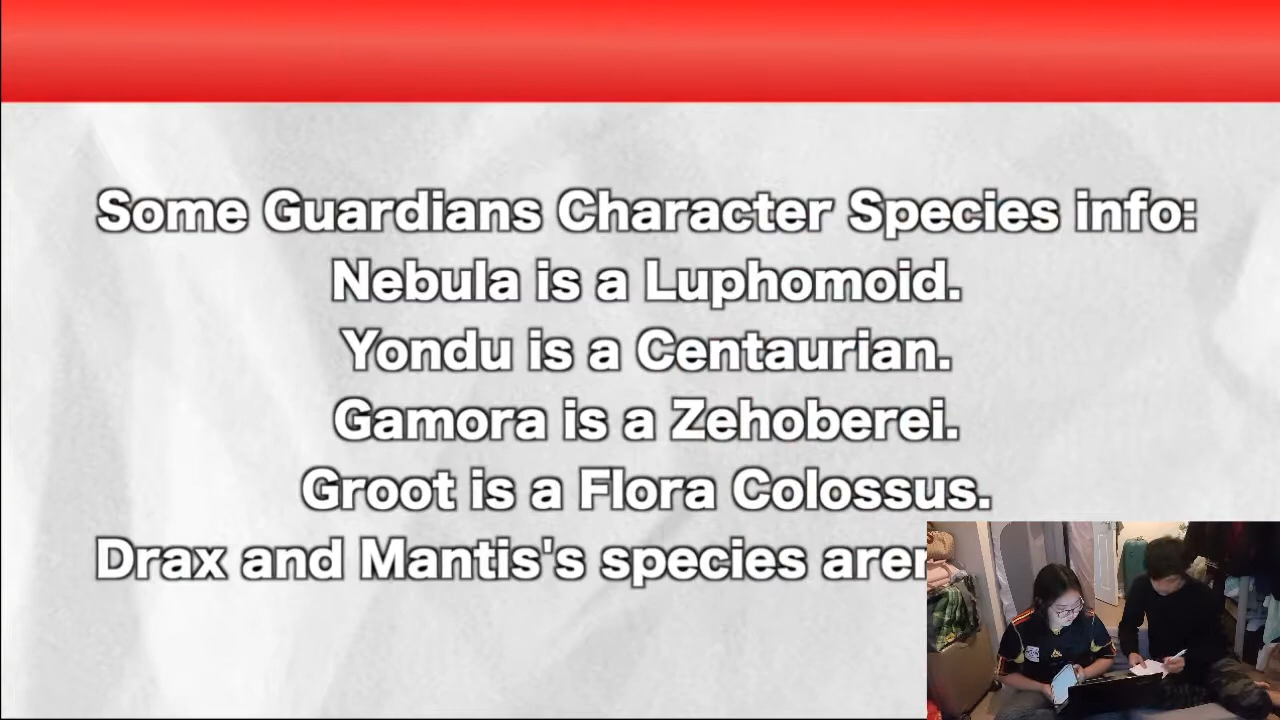 Some Guardians Character Species info:
Nebula is a Luphomoid.
Yondu is a Centaurian.
Gamora is a Zehoberei.
Groot is a Flora Colossus.
Drax and Mantis's species